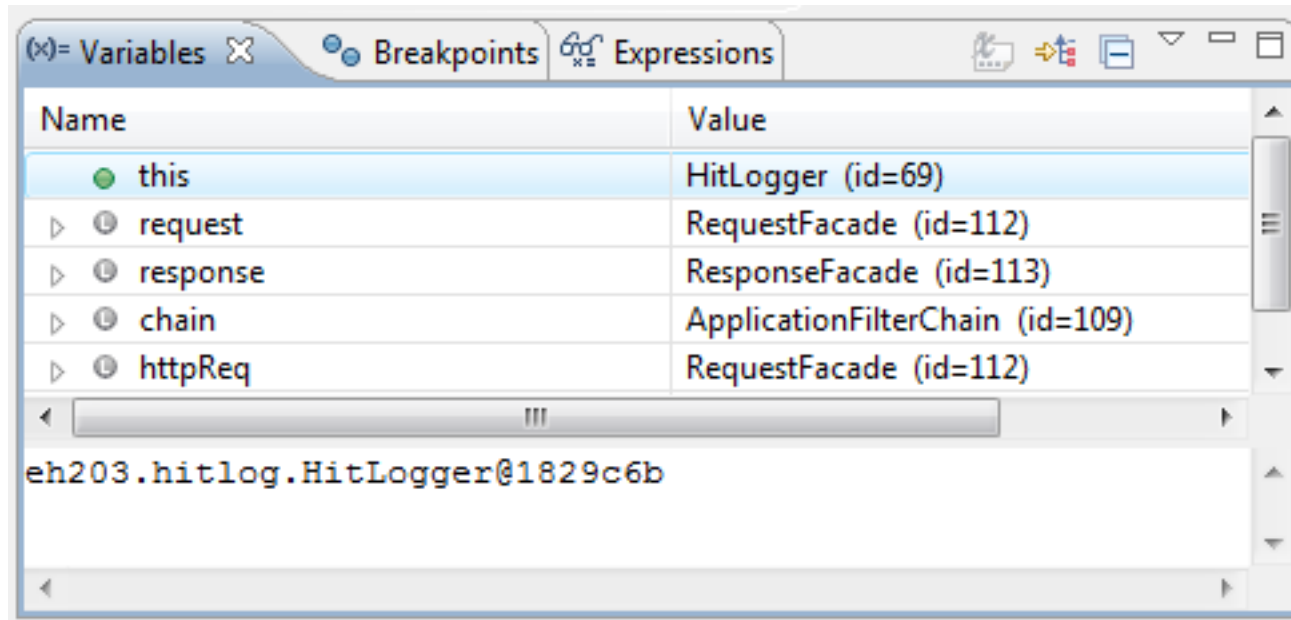 (x)= Variables Breakpoints Expressions
Name Value
this HitLogger (id=69)
request RequestFacade (id=112)
response ResponseFacade (id=113)
chain ApplicationFilterChain (id=109)
httpReq RequestFacade (id=112)
eh203.hitlog.HitLogger@1829c6b